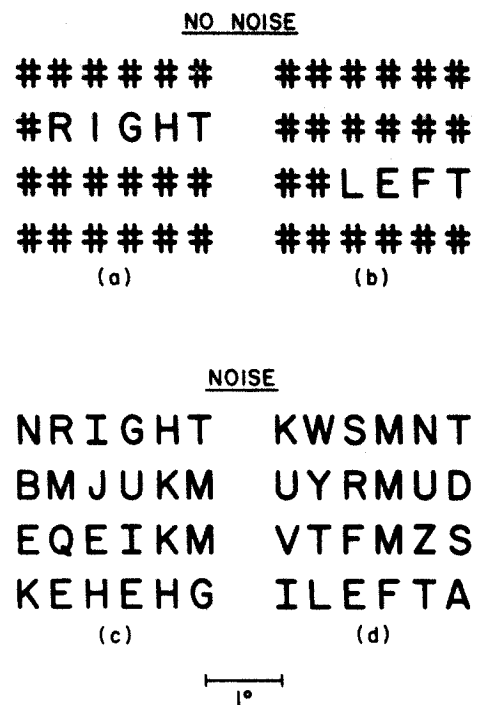 NO NOISE
###### ######
#RIGHT ######
###### ##LEFT
###### ######
(a) (b)
NOISE
NRIGHT KWSMNT
BMJUKM UYRMUD
EQEIKM VTFMZS
KEHEHG ILEFTA
(c) (d)
1°